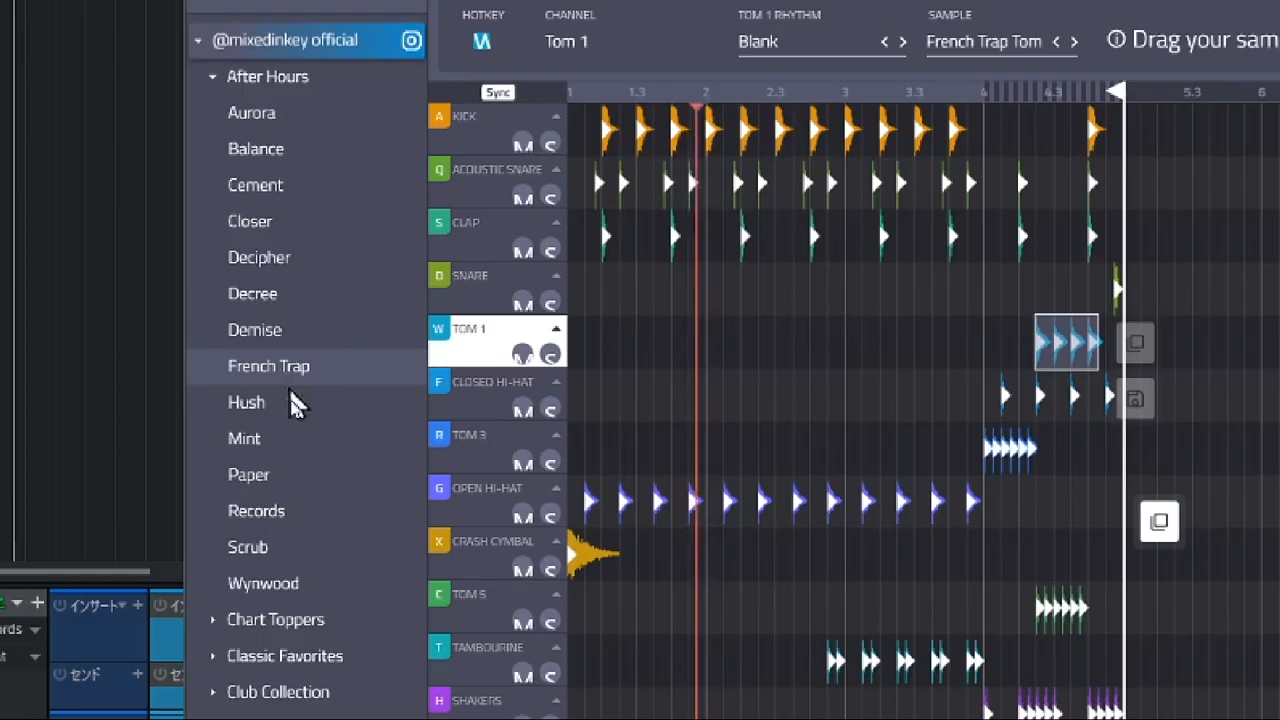 HOTKEY CHANNEL TOM 1 RHYTHM SAMPLE
W Tom 1 Blank < > French Trap Tom < > Drag your sam
@mixedinkey official
After Hours
Aurora
Balance
Cement
Closer
Decipher
Decree
Demise
French Trap
Hush
Mint
Paper
Records
Scrub
Wynwood
Chart Toppers
Classic Favorites
Club Collection
Sync 1 1.3 2 2.3 3 3.3 4 4.3 5.3 6
A KICK
M S
Q ACOUSTIC SNARE
M S
S CLAP
M S
D SNARE
M S
W TOM 1
M S
F CLOSED HI-HAT
M S
R TOM 3
M S
G OPEN HI-HAT
M S
X CRASH CYMBAL
M S
C TOM 5
M S
T TAMBOURINE
M S
H SHAKERS
インサート
センド